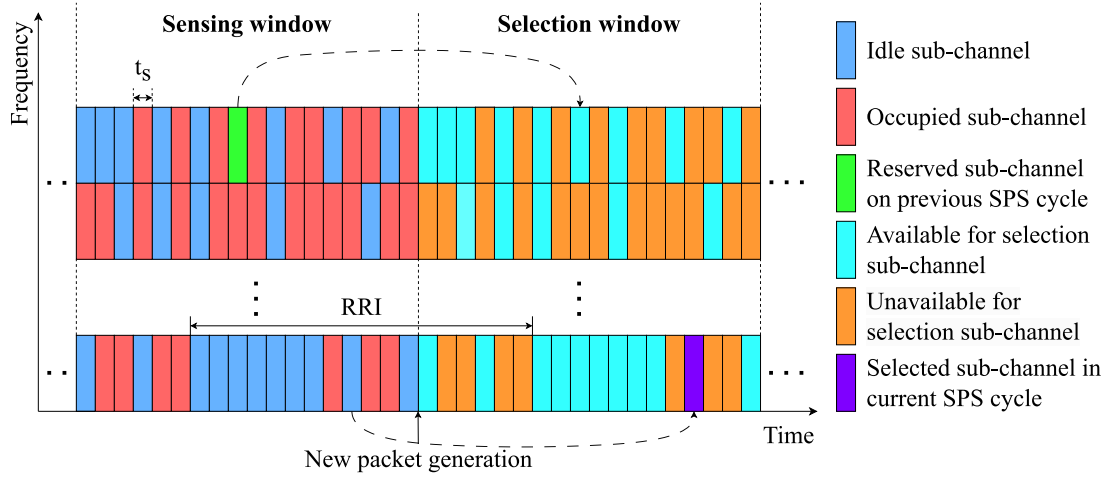 Sensing window
Selection window
Frequency
ts
RRI
New packet generation
Time
Idle sub-channel
Occupied sub-channel
Reserved sub-channel
on previous SPS cycle
Available for selection
sub-channel
Unavailable for
selection sub-channel
Selected sub-channel in
current SPS cycle